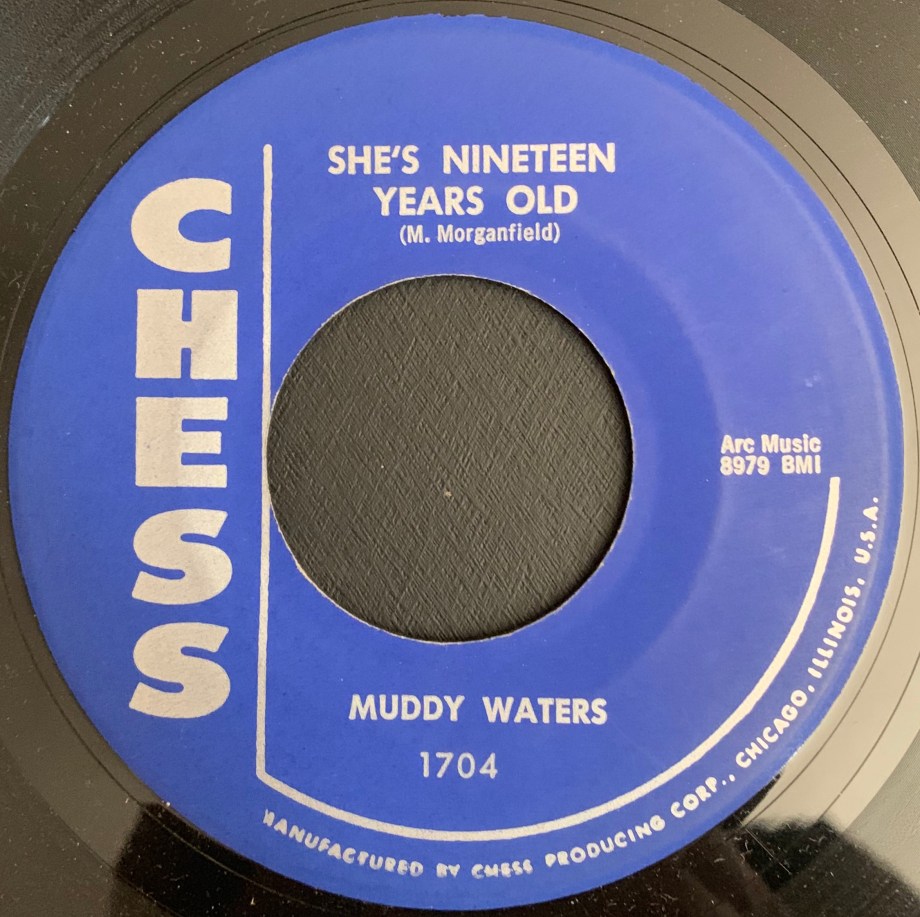 CHESS
SHE'S NINETEEN
YEARS OLD
(M. Morganfield)
Arc Music
8979 BMI
MUDDY WATERS
1704
MANUFACTURED BY CHESS PRODUCING CORP., CHICAGO, ILLINOIS, U.S.A.